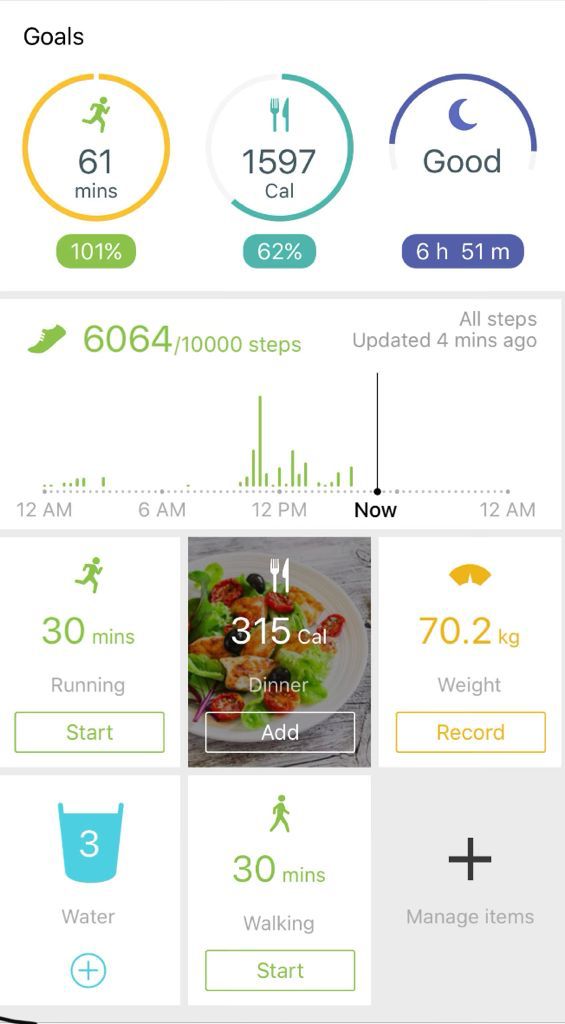 Goals
61
mins
1597
Cal
Good
101%
62%
6 h 51 m
All steps
6064/10000 steps
Updated 4 mins ago
12 AM 6 AM 12 PM Now 12 AM
30 mins
315 Cal
70.2 kg
Running
Dinner
Weight
Start
Add
Record
3
30 mins
Water
Walking
Manage items
Start